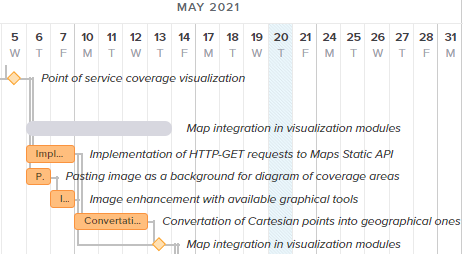 MAY 2021
5 6 7 10 11 12 13 14 17 18 19 20 21 24 25 26 27 28 31
W T F M T W T F M T W T F M T W T F M
Point of service coverage visualization
Map integration in visualization modules
Impl... Implementation of HTTP-GET requests to Maps Static API
P. Pasting image as a background for diagram of coverage areas
I... Image enhancement with available graphical tools
Convertati... Convertation of Cartesian points into geographical ones
Map integration in visualization modules